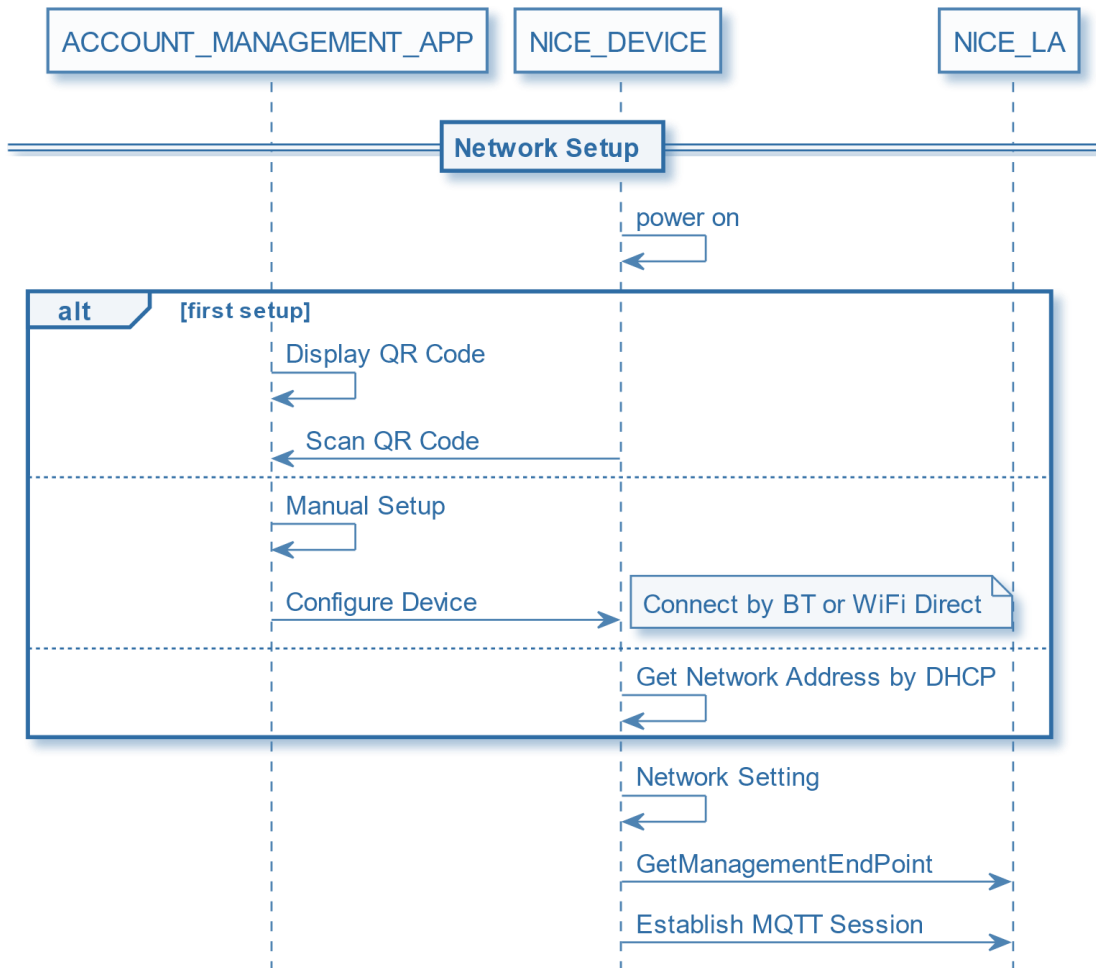 ACCOUNT_MANAGEMENT_APP
NICE_DEVICE
NICE_LA
Network Setup
power on
alt
[first setup]
Display QR Code
Scan QR Code
Manual Setup
Configure Device
Connect by BT or WiFi Direct
Get Network Address by DHCP
Network Setting
GetManagementEndPoint
Establish MQTT Session